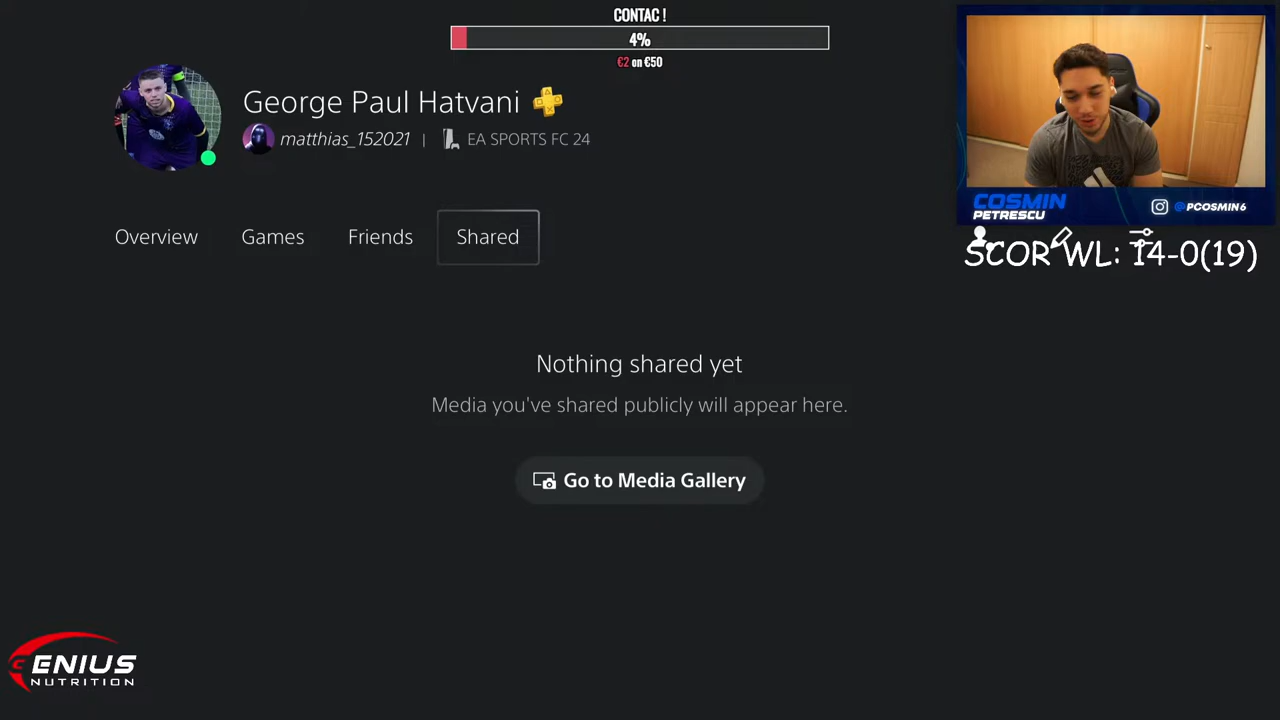 CONTAC !
4%
€2 on €50
George Paul Hatvani
matthias_152021 | EA SPORTS FC 24
Overview
Games
Friends
Shared
COSMIN
PETRESCU
@PCOSMIN6
SCOR WL: 14-0(19)
Nothing shared yet
Media you've shared publicly will appear here.
Go to Media Gallery
GENIUS
NUTRITION